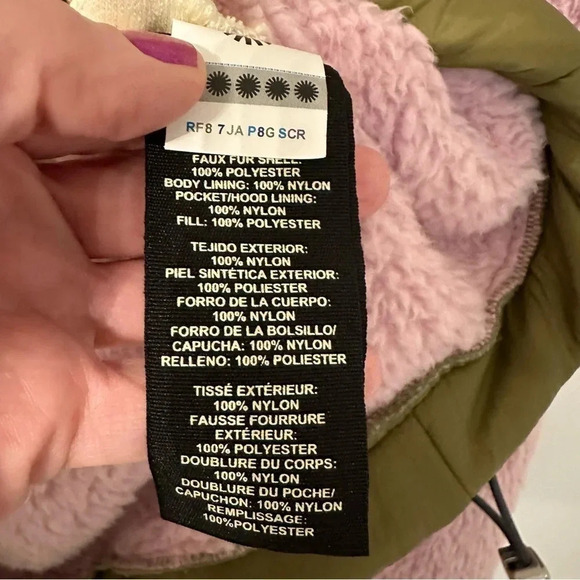 RF8 7JA P8G SCR
FAUX FUR SHELL:
100% POLYESTER
BODY LINING: 100% NYLON
POCKET/HOOD LINING:
100% NYLON
FILL: 100% POLYESTER
TEJIDO EXTERIOR:
100% NYLON
PIEL SINTÉTICA EXTERIOR:
100% POLIESTER
FORRO DE LA CUERPO:
100% NYLON
FORRO DE LA BOLSILLO/
CAPUCHA: 100% NYLON
RELLENO: 100% POLIESTER
TISSÉ EXTÉRIEUR:
100% NYLON
FAUSSE FOURRURE
EXTÉRIEUR:
100% POLYESTER
DOUBLURE DU CORPS:
100% NYLON
DOUBLURE DU POCHE/
CAPUCHON: 100% NYLON
REMPLISSAGE:
100%POLYESTER